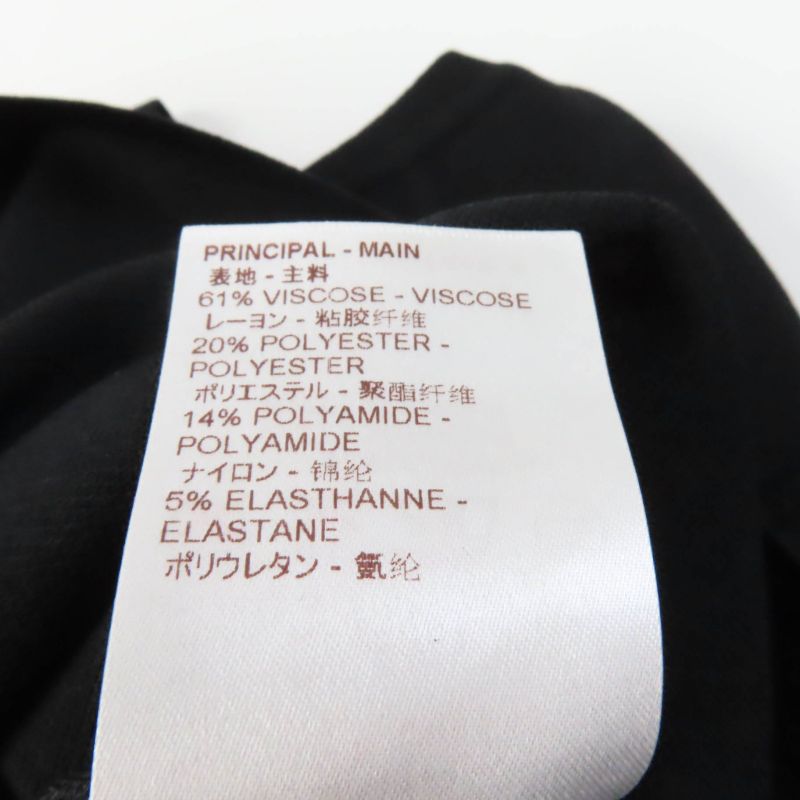 PRINCIPAL - MAIN
表地 - 主料
61% VISCOSE - VISCOSE
レーヨン - 粘胶纤维
20% POLYESTER -
POLYESTER
ポリエステル - 聚酯纤维
14% POLYAMIDE -
POLYAMIDE
ナイロン - 锦纶
5% ELASTHANNE -
ELASTANE
ポリウレタン - 氨纶